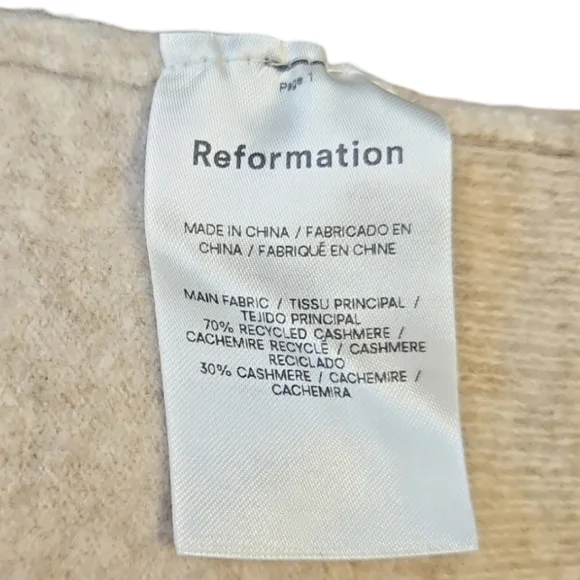 Page 1
Reformation
MADE IN CHINA / FABRICADO EN
CHINA / FABRIQUÉ EN CHINE
MAIN FABRIC / TISSU PRINCIPAL /
TEJIDO PRINCIPAL
70% RECYCLED CASHMERE /
CACHEMIRE RECYCLÉ / CASHMERE
RECICLADO
30% CASHMERE / CACHEMIRE /
CACHEMIRA